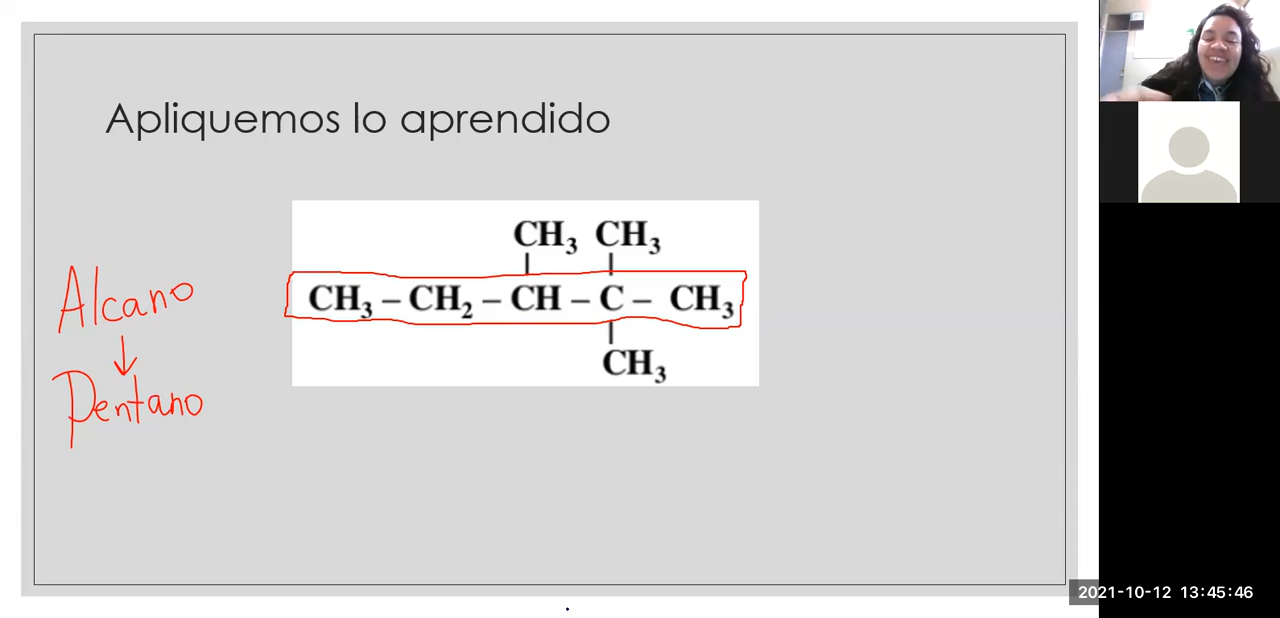 Apliquemos lo aprendido
CH₃ CH₃
CH₃ – CH₂ – CH – C – CH₃
CH₃
Alcano
Pentano
2021-10-12 13:45:46